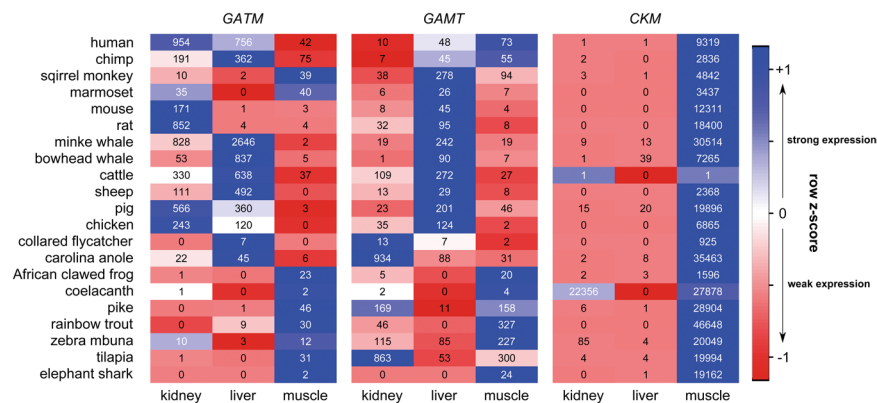 GATM GAMT CKM
human 954 756 42 10 48 73 1 1 9319
chimp 191 362 75 7 45 55 2 0 2836
sqirrel monkey 10 2 39 38 278 94 3 1 4842
marmoset 35 0 40 6 26 7 0 0 3437
mouse 171 1 3 8 45 4 0 0 12311
rat 852 4 4 32 95 8 0 0 18400
minke whale 828 2646 2 19 242 19 9 13 30514
bowhead whale 53 837 5 1 90 7 1 39 7265
cattle 330 638 37 109 272 27 1 0 1
sheep 111 492 0 13 29 8 0 0 2368
pig 566 360 3 23 201 46 15 20 19896
chicken 243 120 0 35 124 2 0 0 6865
collared flycatcher 0 7 0 13 7 2 0 0 925
carolina anole 22 45 6 934 88 31 2 8 35463
African clawed frog 1 0 23 5 0 20 2 3 1596
coelacanth 1 0 2 2 0 4 22356 0 27878
pike 0 1 46 169 11 158 6 1 28904
rainbow trout 0 9 30 46 0 327 0 0 46648
zebra mbuna 10 3 12 115 85 227 85 4 20049
tilapia 1 0 31 863 53 300 4 4 19994
elephant shark 0 0 2 0 0 24 0 1 19162
kidney liver muscle kidney liver muscle kidney liver muscle
+1
strong expression
0
weak expression
-1
row z-score